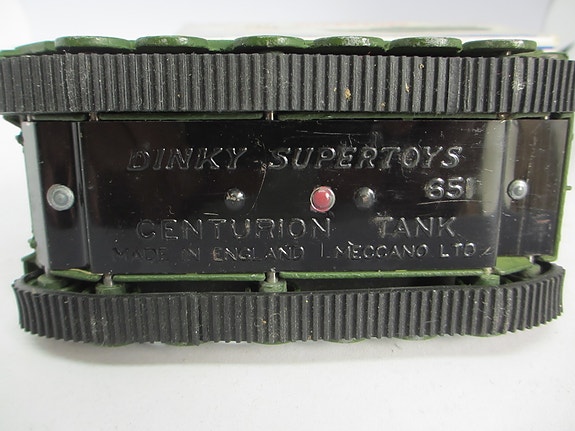 DINKY SUPERTOYS
651
CENTURION TANK
MADE IN ENGLAND MECCANO LTD